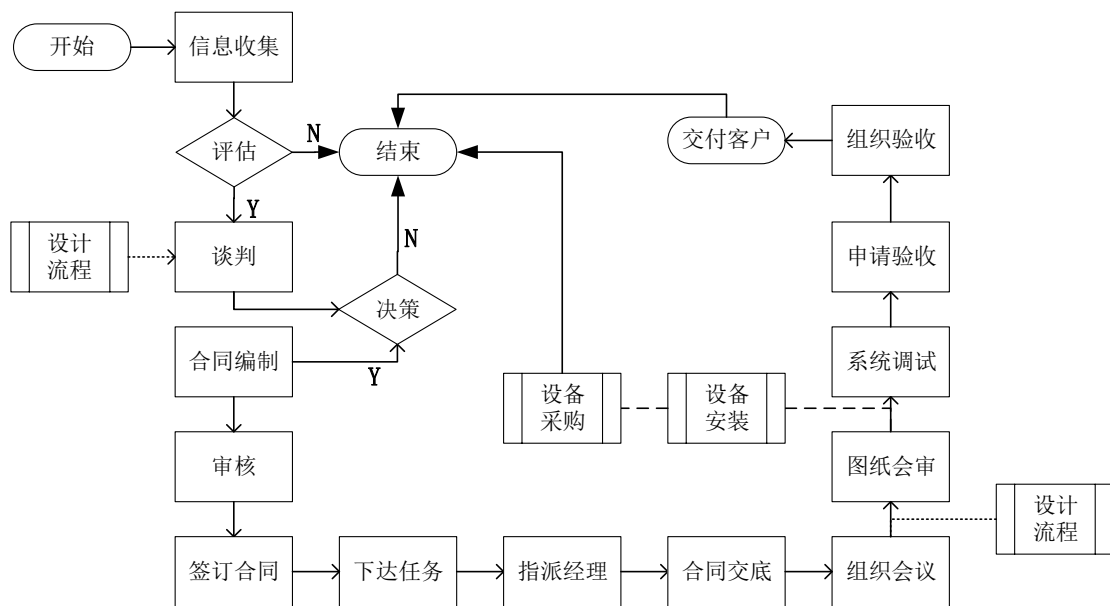 开始
信息收集
评估
N
结束
交付客户
组织验收
Y
设计
流程
谈判
N
申请验收
决策
合同编制
Y
设备
采购
设备
安装
系统调试
审核
图纸会审
设计
流程
签订合同
下达任务
指派经理
合同交底
组织会议